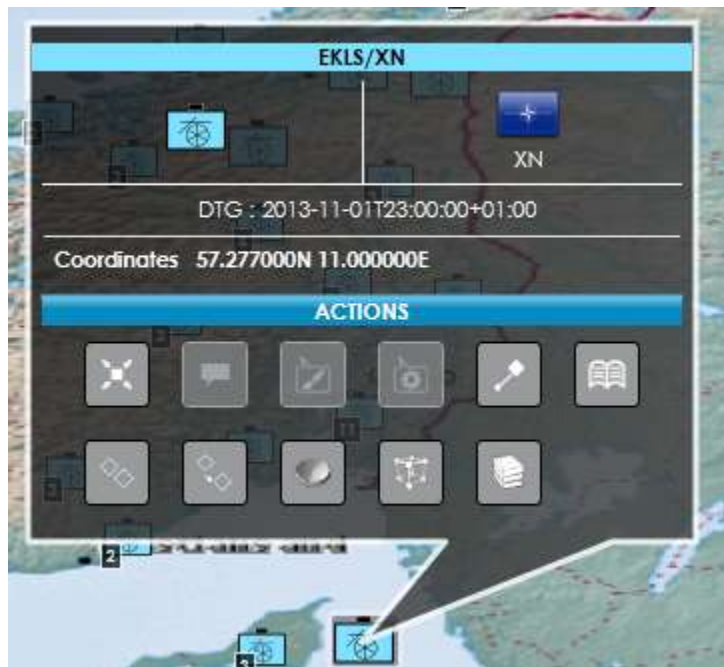 EKLS/XN
XN
DTG : 2013-11-01T23:00:00+01:00
Coordinates 57.277000N 11.000000E
ACTIONS
11
2
3